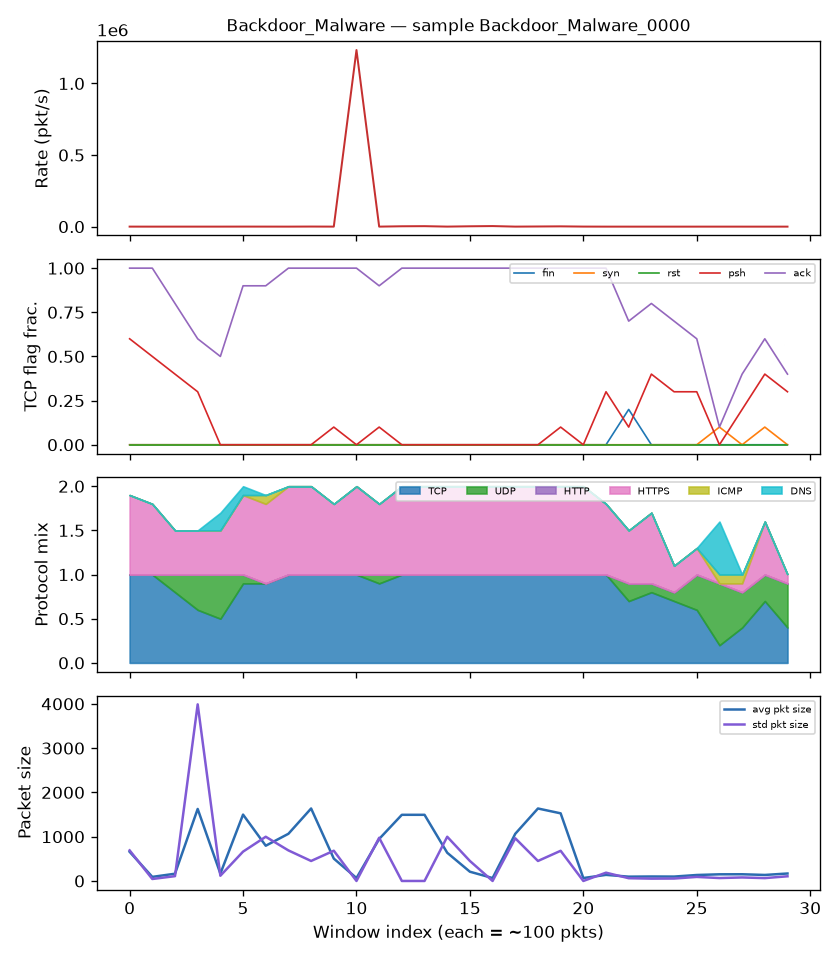 Backdoor_Malware — sample Backdoor_Malware_0000
1e6
Rate (pkt/s)
1.0
0.5
0.0
TCP flag frac.
1.00
0.75
0.50
0.25
0.00
fin syn rst psh ack
Protocol mix
2.0
1.5
1.0
0.5
0.0
TCP UDP HTTP HTTPS ICMP DNS
Packet size
4000
3000
2000
1000
0
avg pkt size
std pkt size
0 5 10 15 20 25 30
Window index (each = ~100 pkts)